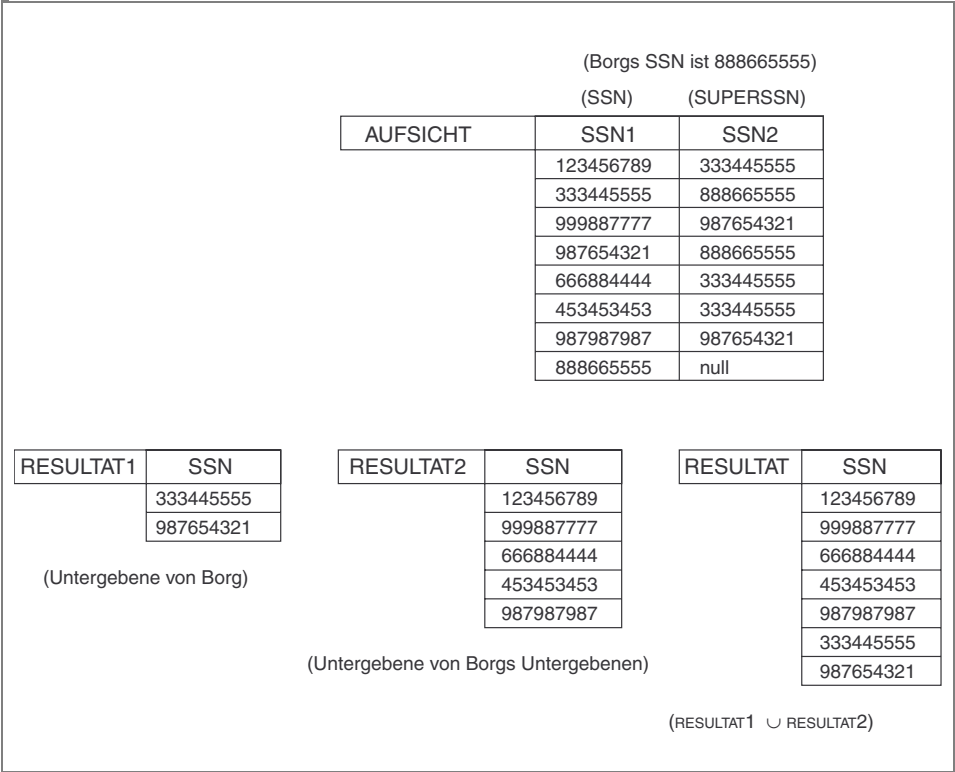 (Borgs SSN ist 888665555)
(SSN) (SUPERSSN)
AUFSICHT SSN1 SSN2
123456789 333445555
333445555 888665555
999887777 987654321
987654321 888665555
666884444 333445555
453453453 333445555
987987987 987654321
888665555 null
RESULTAT1 SSN
333445555
987654321
(Untergebene von Borg)
RESULTAT2 SSN
123456789
999887777
666884444
453453453
987987987
(Untergebene von Borgs Untergebenen)
RESULTAT SSN
123456789
999887777
666884444
453453453
987987987
333445555
987654321
(RESULTAT1 ∪ RESULTAT2)